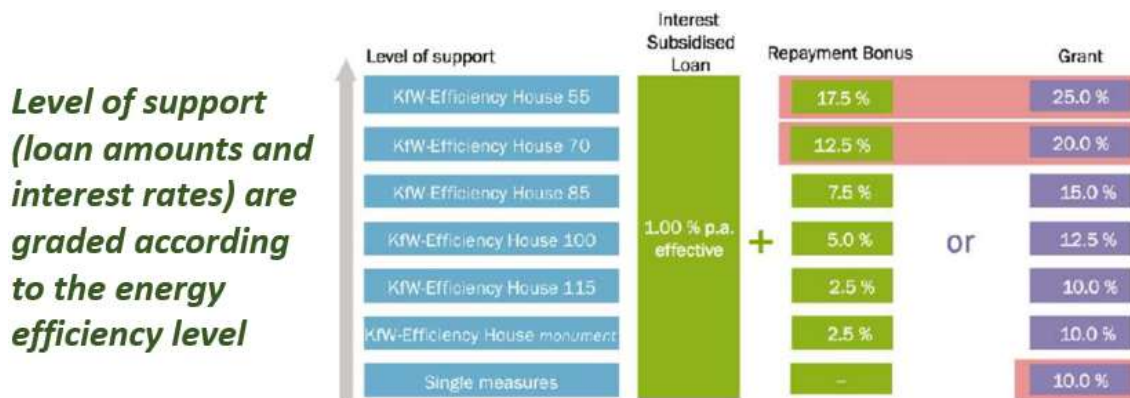 Level of support
(loan amounts and
interest rates) are
graded according
to the energy
efficiency level
Level of support
Interest
Subsidised
Loan
Repayment Bonus
Grant
KfW-Efficiency House 55
17.5 %
25.0 %
KfW-Efficiency House 70
12.5 %
20.0 %
KfW-Efficiency House 85
7.5 %
15.0 %
KfW-Efficiency House 100
1.00 % p.a.
effective
+
5.0 %
or
12.5 %
KfW-Efficiency House 115
2.5 %
10.0 %
KfW-Efficiency House monument
2.5 %
10.0 %
Single measures
–
10.0 %